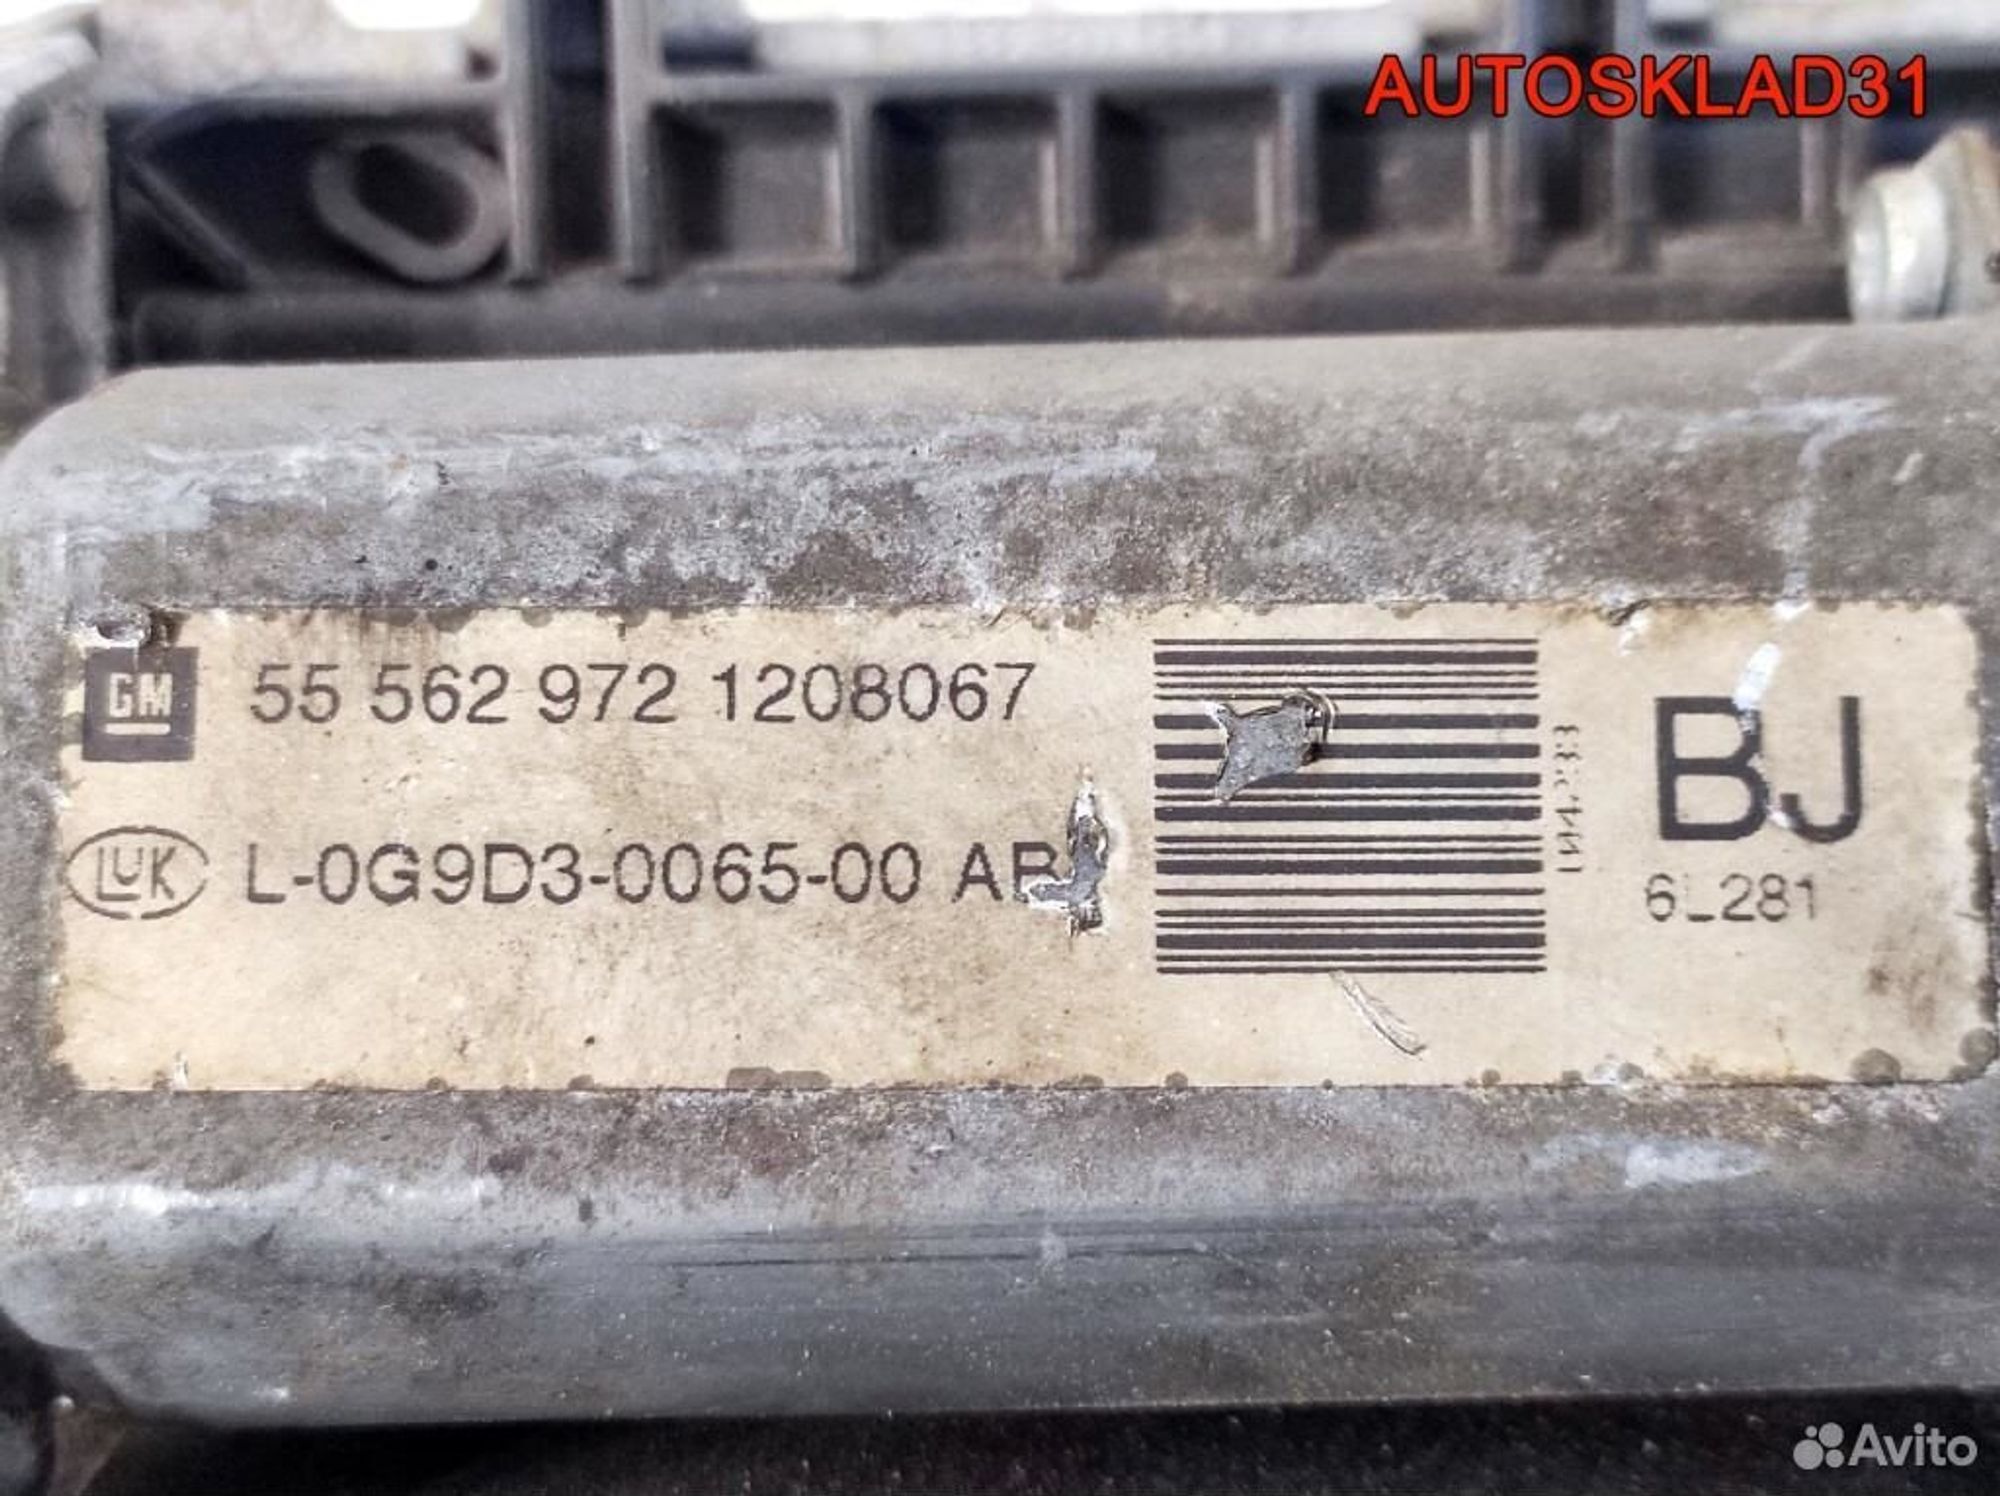 AUTOSKLAD31
GM 55 562 972 1208067
LUK L-0G9D3-0065-00 AB
BJ
6L281
Avito